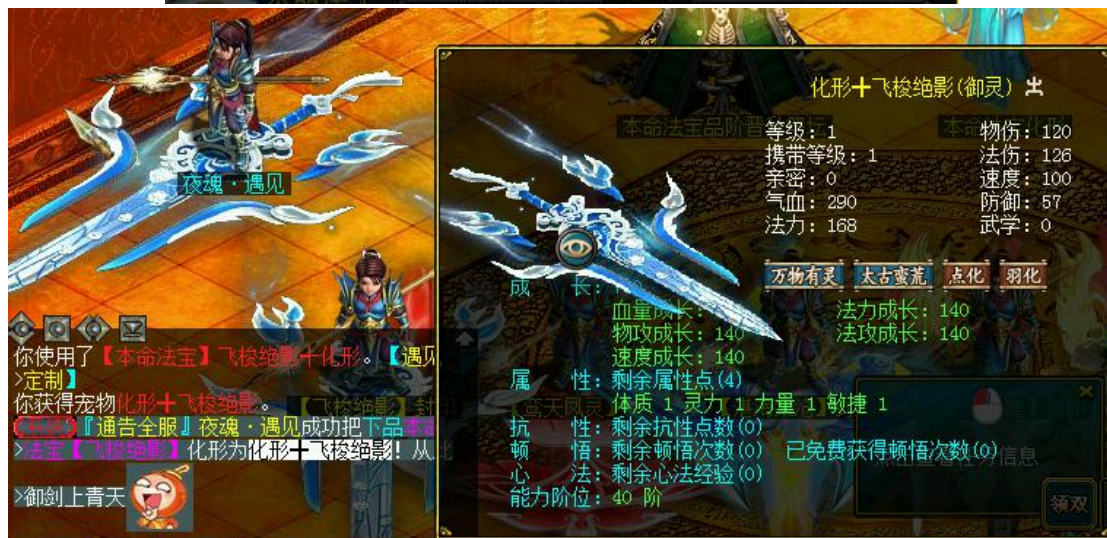 夜魂·遇见
你使用了【本命法宝】飞梭绝影十化形。【遇见
>定制】
你获得宠物化形十飞梭绝影。
『通告全服』夜魂·遇见成功把下品本命
>法宝【飞梭绝影】化形为化形十飞梭绝影！从此
>御剑上青天
化形十飞梭绝影(御灵)
等级：1 物伤：120
携带等级：1 法伤：126
亲密：0 速度：100
气血：290 防御：57
法力：168 武学：0
万物有灵 太古蛮荒 点化 羽化
成 长：
血量成长： 法力成长：140
物攻成长：140 法攻成长：140
速度成长：140
属 性：剩余属性点(4)
体质 1 灵力 1 力量 1 敏捷 1
抗 性：剩余抗性点数(0)
顿 悟：剩余顿悟次数(0) 已免费获得顿悟次数(0)
心 法：剩余心法经验(0)
能力阶位：40 阶
领双